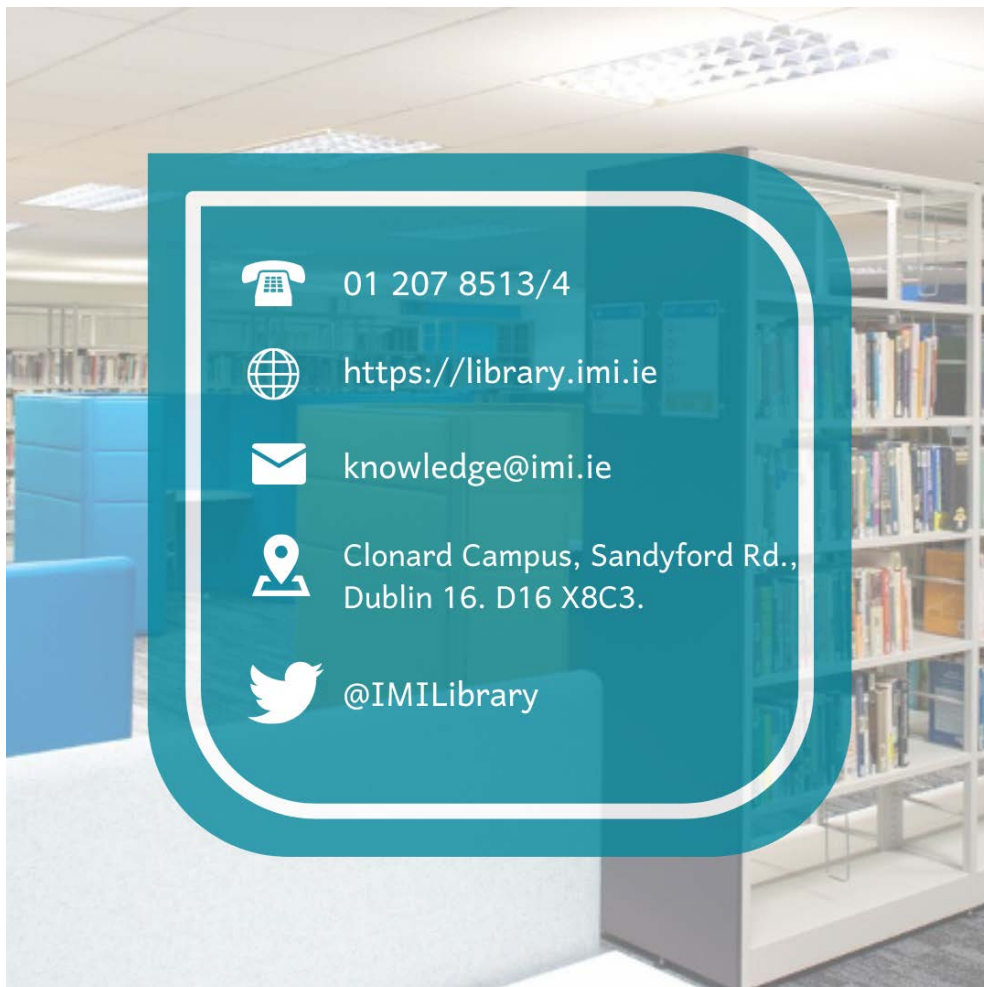 01 207 8513/4
https://library.imi.ie
knowledge@imi.ie
Clonard Campus, Sandyford Rd.,
Dublin 16. D16 X8C3.
@IMILibrary